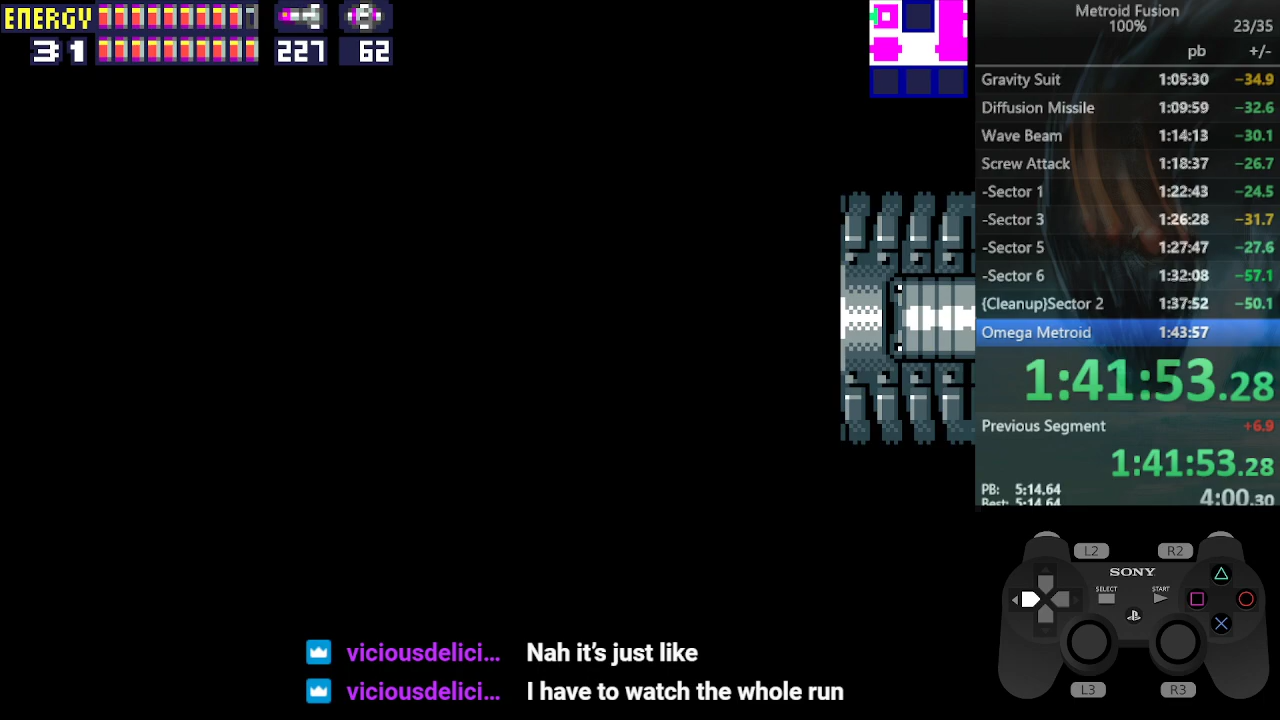 ENERGY
31 227 62
Metroid Fusion
100% 23/35
pb +/-
Gravity Suit 1:05:30 −34.9
Diffusion Missile 1:09:59 −32.6
Wave Beam 1:14:13 −30.1
Screw Attack 1:18:37 −26.7
-Sector 1 1:22:43 −24.5
-Sector 3 1:26:28 −31.7
-Sector 5 1:27:47 −27.6
-Sector 6 1:32:08 −57.1
{Cleanup}Sector 2 1:37:52 −50.1
Omega Metroid 1:43:57
1:41:53.28
Previous Segment +6.9
1:41:53.28
PB: 5:14.64 4:00.30
Best: 5:14.64
L2 R2
SONY
SELECT START
L3 R3
viciousdelici... Nah it's just like
viciousdelici... I have to watch the whole run